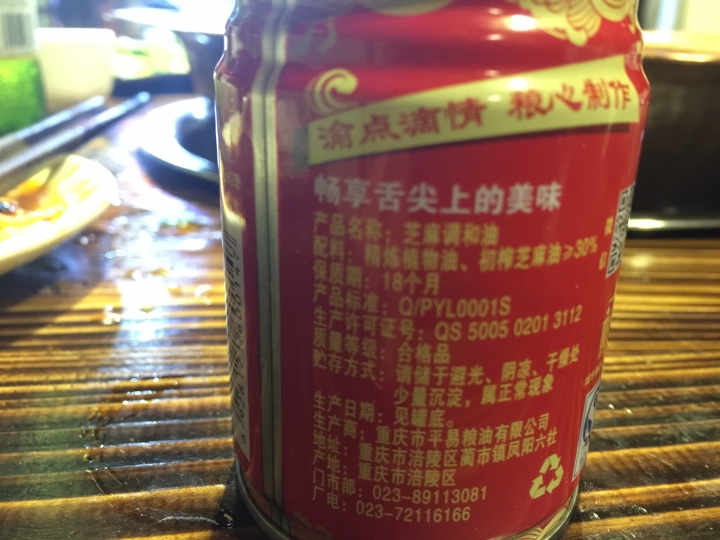 渝点滴情 粮心制作
畅享舌尖上的美味
产品名称：芝麻调和油
配料：精炼植物油、初榨芝麻油≥30%
保质期：18个月
产品标准：Q/PYL0001S
生产许可证号：QS 5005 0201 3112
质量等级：合格品
贮存方式：请储于避光、阴凉、干燥处
少量沉淀，属正常现象
生产日期：见罐底。
生产商：重庆市平易粮油有限公司
地址：重庆市涪陵区蔺市镇凤阳六社
产地：重庆市涪陵区
门市部：023-89113081
厂电：023-72116166